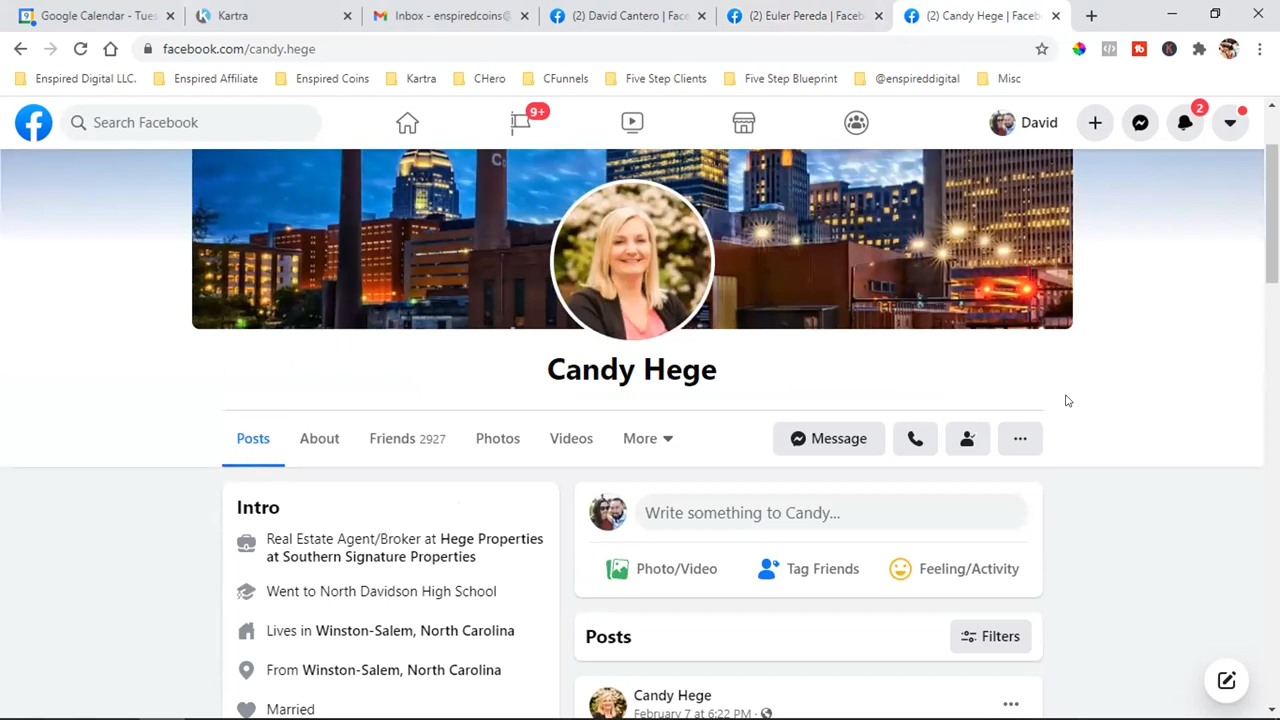 Google Calendar - Tues
Kartra
Inbox - enspiredcoins@
(2) David Cantero | Face
(2) Euler Pereda | Faceb
(2) Candy Hege | Facebo
facebook.com/candy.hege
Enspired Digital LLC.
Enspired Affiliate
Enspired Coins
Kartra
CHero
CFunnels
Five Step Clients
Five Step Blueprint
@enspireddigital
Misc
Search Facebook
9+
David
2
Candy Hege
Posts
About
Friends 2927
Photos
Videos
More
Message
Intro
Real Estate Agent/Broker at Hege Properties
at Southern Signature Properties
Went to North Davidson High School
Lives in Winston-Salem, North Carolina
From Winston-Salem, North Carolina
Married
Write something to Candy...
Photo/Video
Tag Friends
Feeling/Activity
Posts
Filters
Candy Hege
February 7 at 6:22 PM ·